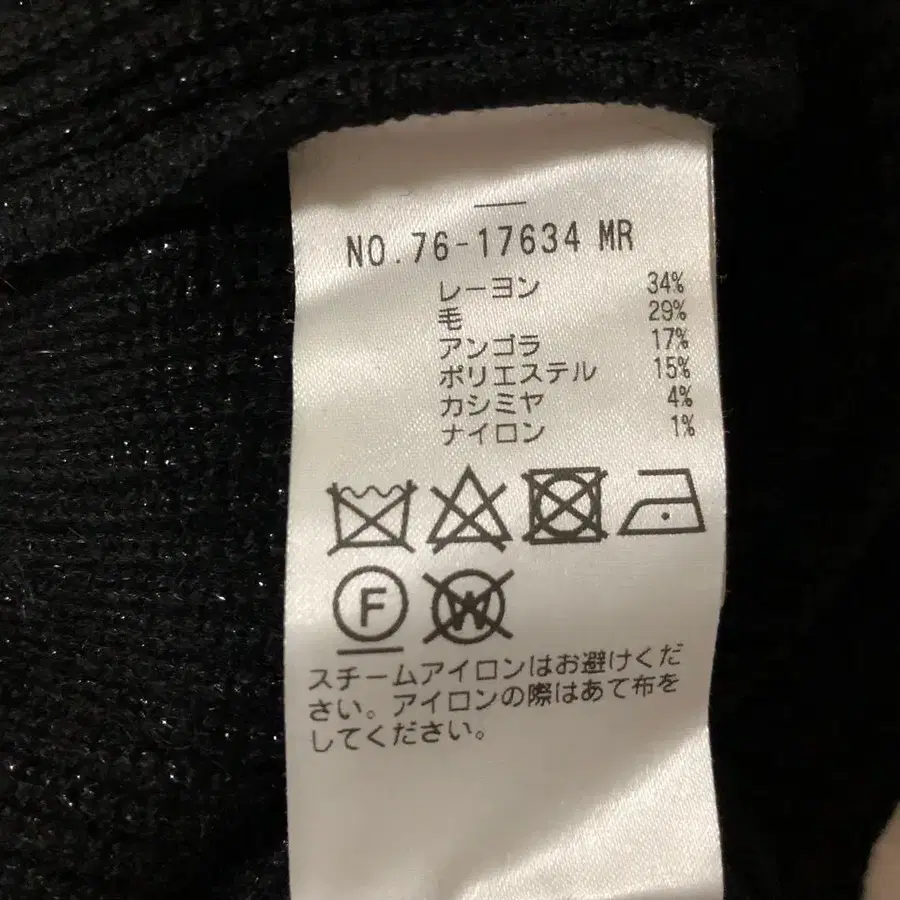 NO.76-17634 MR
レーヨン 34%
毛 29%
アンゴラ 17%
ポリエステル 15%
カシミヤ 4%
ナイロン 1%
F W
スチームアイロンはお避けくだ
さい。アイロンの際はあて布を
してください。